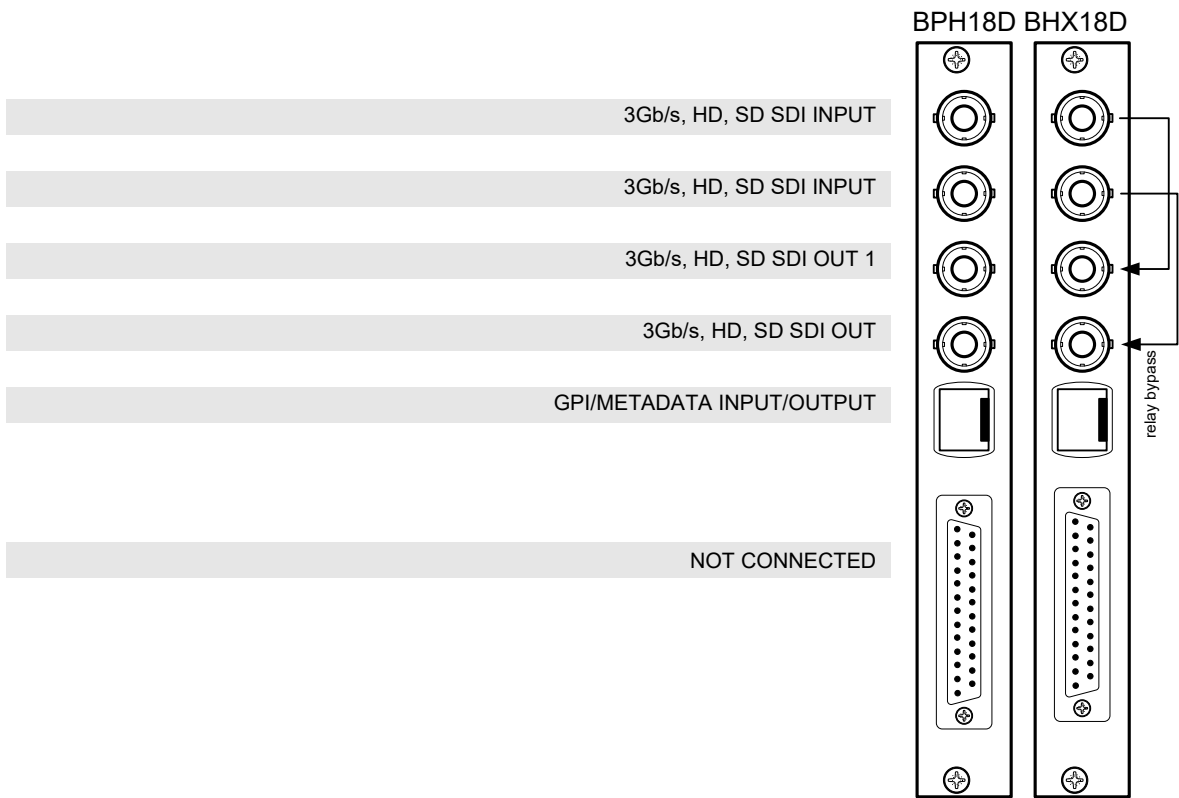 BPH18D BHX18D
3Gb/s, HD, SD SDI INPUT
3Gb/s, HD, SD SDI INPUT
3Gb/s, HD, SD SDI OUT 1
3Gb/s, HD, SD SDI OUT
relay bypass
GPI/METADATA INPUT/OUTPUT
NOT CONNECTED